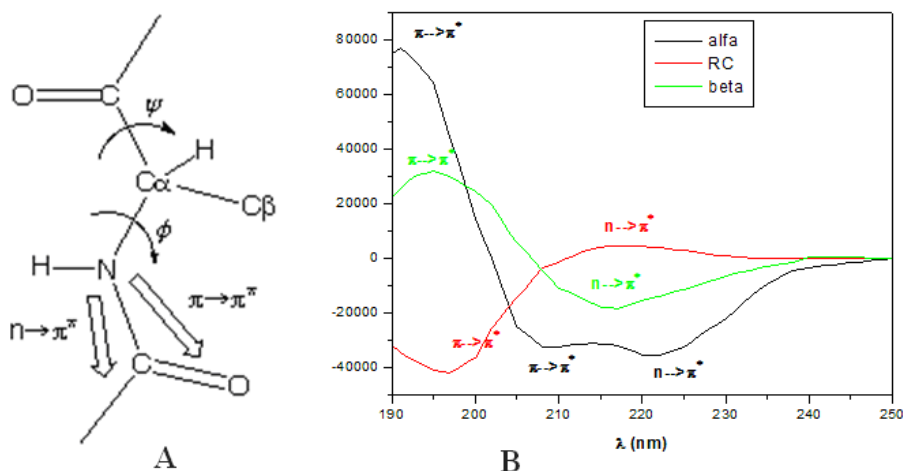 O
C
ψ
H
Cα
Cβ
ϕ
H
N
n→π*
π→π*
C
O
A
π-->π*
alfa
RC
beta
π-->π*
n-->π*
n-->π*
π-->π*
π-->π*
n-->π*
80000
60000
40000
20000
0
-20000
-40000
190 200 210 220 230 240 250
λ (nm)
B